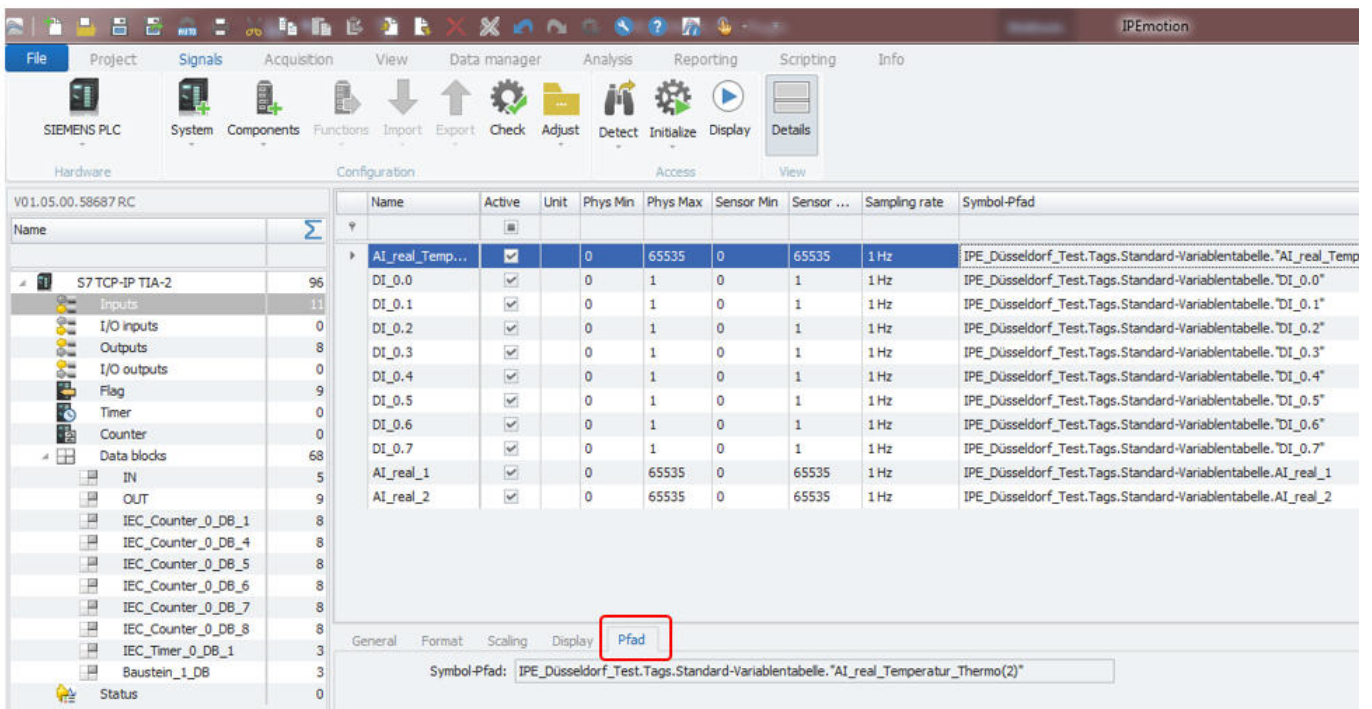 AUTO
IPEmotion
File Project Signals Acquisition View Data manager Analysis Reporting Scripting Info
SIEMENS PLC System Components Functions Import Export Check Adjust Detect Initialize Display Details
Hardware Configuration Access View
V01.05.00.58687 RC
Name Σ
S7 TCP-IP TIA-2 96
Inputs 11
I/O inputs 0
Outputs 8
I/O outputs 0
Flag 9
Timer 0
Counter 0
Data blocks 68
IN 5
OUT 9
IEC_Counter_0_DB_1 8
IEC_Counter_0_DB_4 8
IEC_Counter_0_DB_5 8
IEC_Counter_0_DB_6 8
IEC_Counter_0_DB_7 8
IEC_Counter_0_DB_8 8
IEC_Timer_0_DB_1 3
Baustein_1_DB 3
Status 0
Name Active Unit Phys Min Phys Max Sensor Min Sensor ... Sampling rate Symbol-Pfad
AI_real_Temp... 0 65535 0 65535 1 Hz IPE_Düsseldorf_Test.Tags.Standard-Variablentabelle."AI_real_Temp
DI_0.0 0 1 0 1 1 Hz IPE_Düsseldorf_Test.Tags.Standard-Variablentabelle."DI_0.0"
DI_0.1 0 1 0 1 1 Hz IPE_Düsseldorf_Test.Tags.Standard-Variablentabelle."DI_0.1"
DI_0.2 0 1 0 1 1 Hz IPE_Düsseldorf_Test.Tags.Standard-Variablentabelle."DI_0.2"
DI_0.3 0 1 0 1 1 Hz IPE_Düsseldorf_Test.Tags.Standard-Variablentabelle."DI_0.3"
DI_0.4 0 1 0 1 1 Hz IPE_Düsseldorf_Test.Tags.Standard-Variablentabelle."DI_0.4"
DI_0.5 0 1 0 1 1 Hz IPE_Düsseldorf_Test.Tags.Standard-Variablentabelle."DI_0.5"
DI_0.6 0 1 0 1 1 Hz IPE_Düsseldorf_Test.Tags.Standard-Variablentabelle."DI_0.6"
DI_0.7 0 1 0 1 1 Hz IPE_Düsseldorf_Test.Tags.Standard-Variablentabelle."DI_0.7"
AI_real_1 0 65535 0 65535 1 Hz IPE_Düsseldorf_Test.Tags.Standard-Variablentabelle.AI_real_1
AI_real_2 0 65535 0 65535 1 Hz IPE_Düsseldorf_Test.Tags.Standard-Variablentabelle.AI_real_2
General Format Scaling Display Pfad
Symbol-Pfad: IPE_Düsseldorf_Test.Tags.Standard-Variablentabelle."AI_real_Temperatur_Thermo(2)"